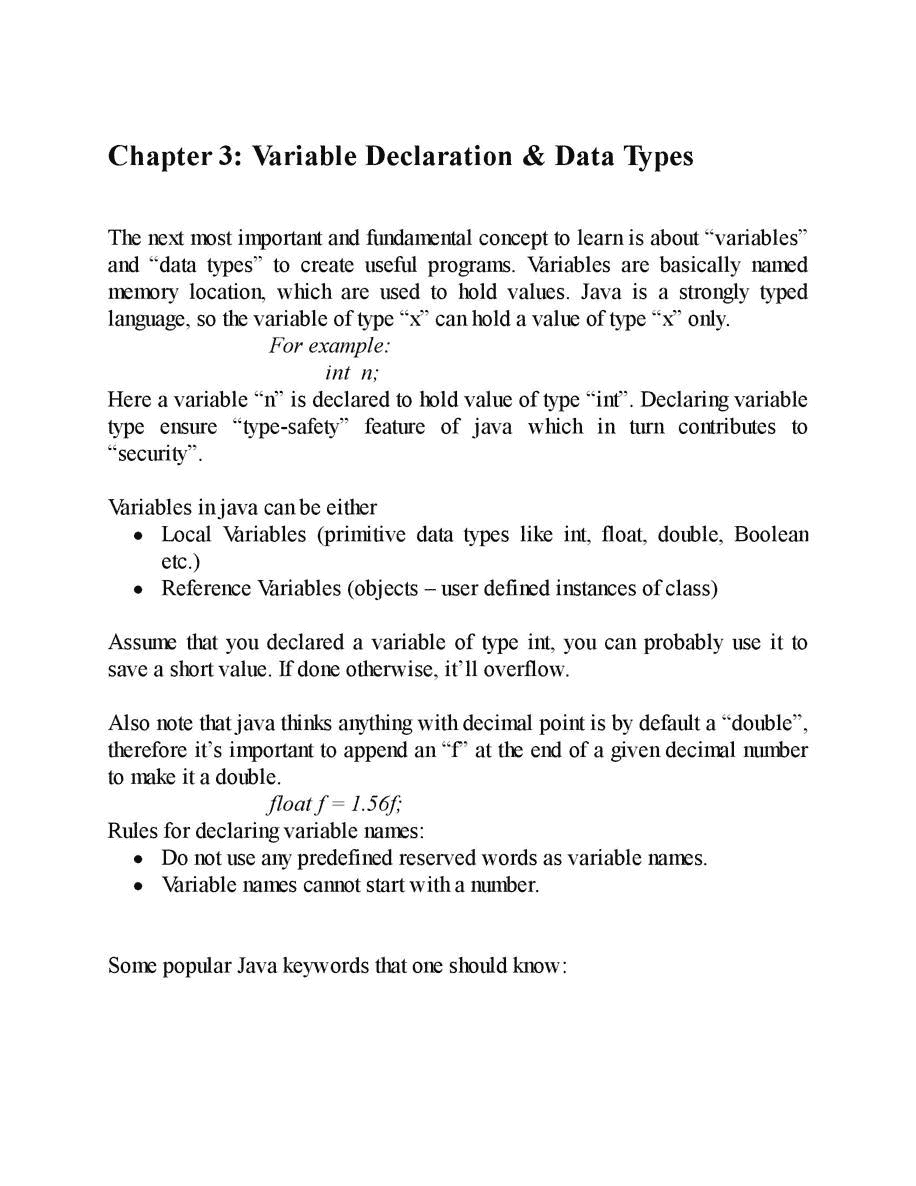 Chapter 3: Variable Declaration & Data Types
The next most important and fundamental concept to learn is about “variables”
and “data types” to create useful programs. Variables are basically named
memory location, which are used to hold values. Java is a strongly typed
language, so the variable of type “x” can hold a value of type “x” only.
For example:
int n;
Here a variable “n” is declared to hold value of type “int”. Declaring variable
type ensure “type-safety” feature of java which in turn contributes to
“security”.
Variables in java can be either
• Local Variables (primitive data types like int, float, double, Boolean
etc.)
• Reference Variables (objects – user defined instances of class)
Assume that you declared a variable of type int, you can probably use it to
save a short value. If done otherwise, it’ll overflow.
Also note that java thinks anything with decimal point is by default a “double”,
therefore it’s important to append an “f” at the end of a given decimal number
to make it a double.
float f = 1.56f;
Rules for declaring variable names:
• Do not use any predefined reserved words as variable names.
• Variable names cannot start with a number.
Some popular Java keywords that one should know: